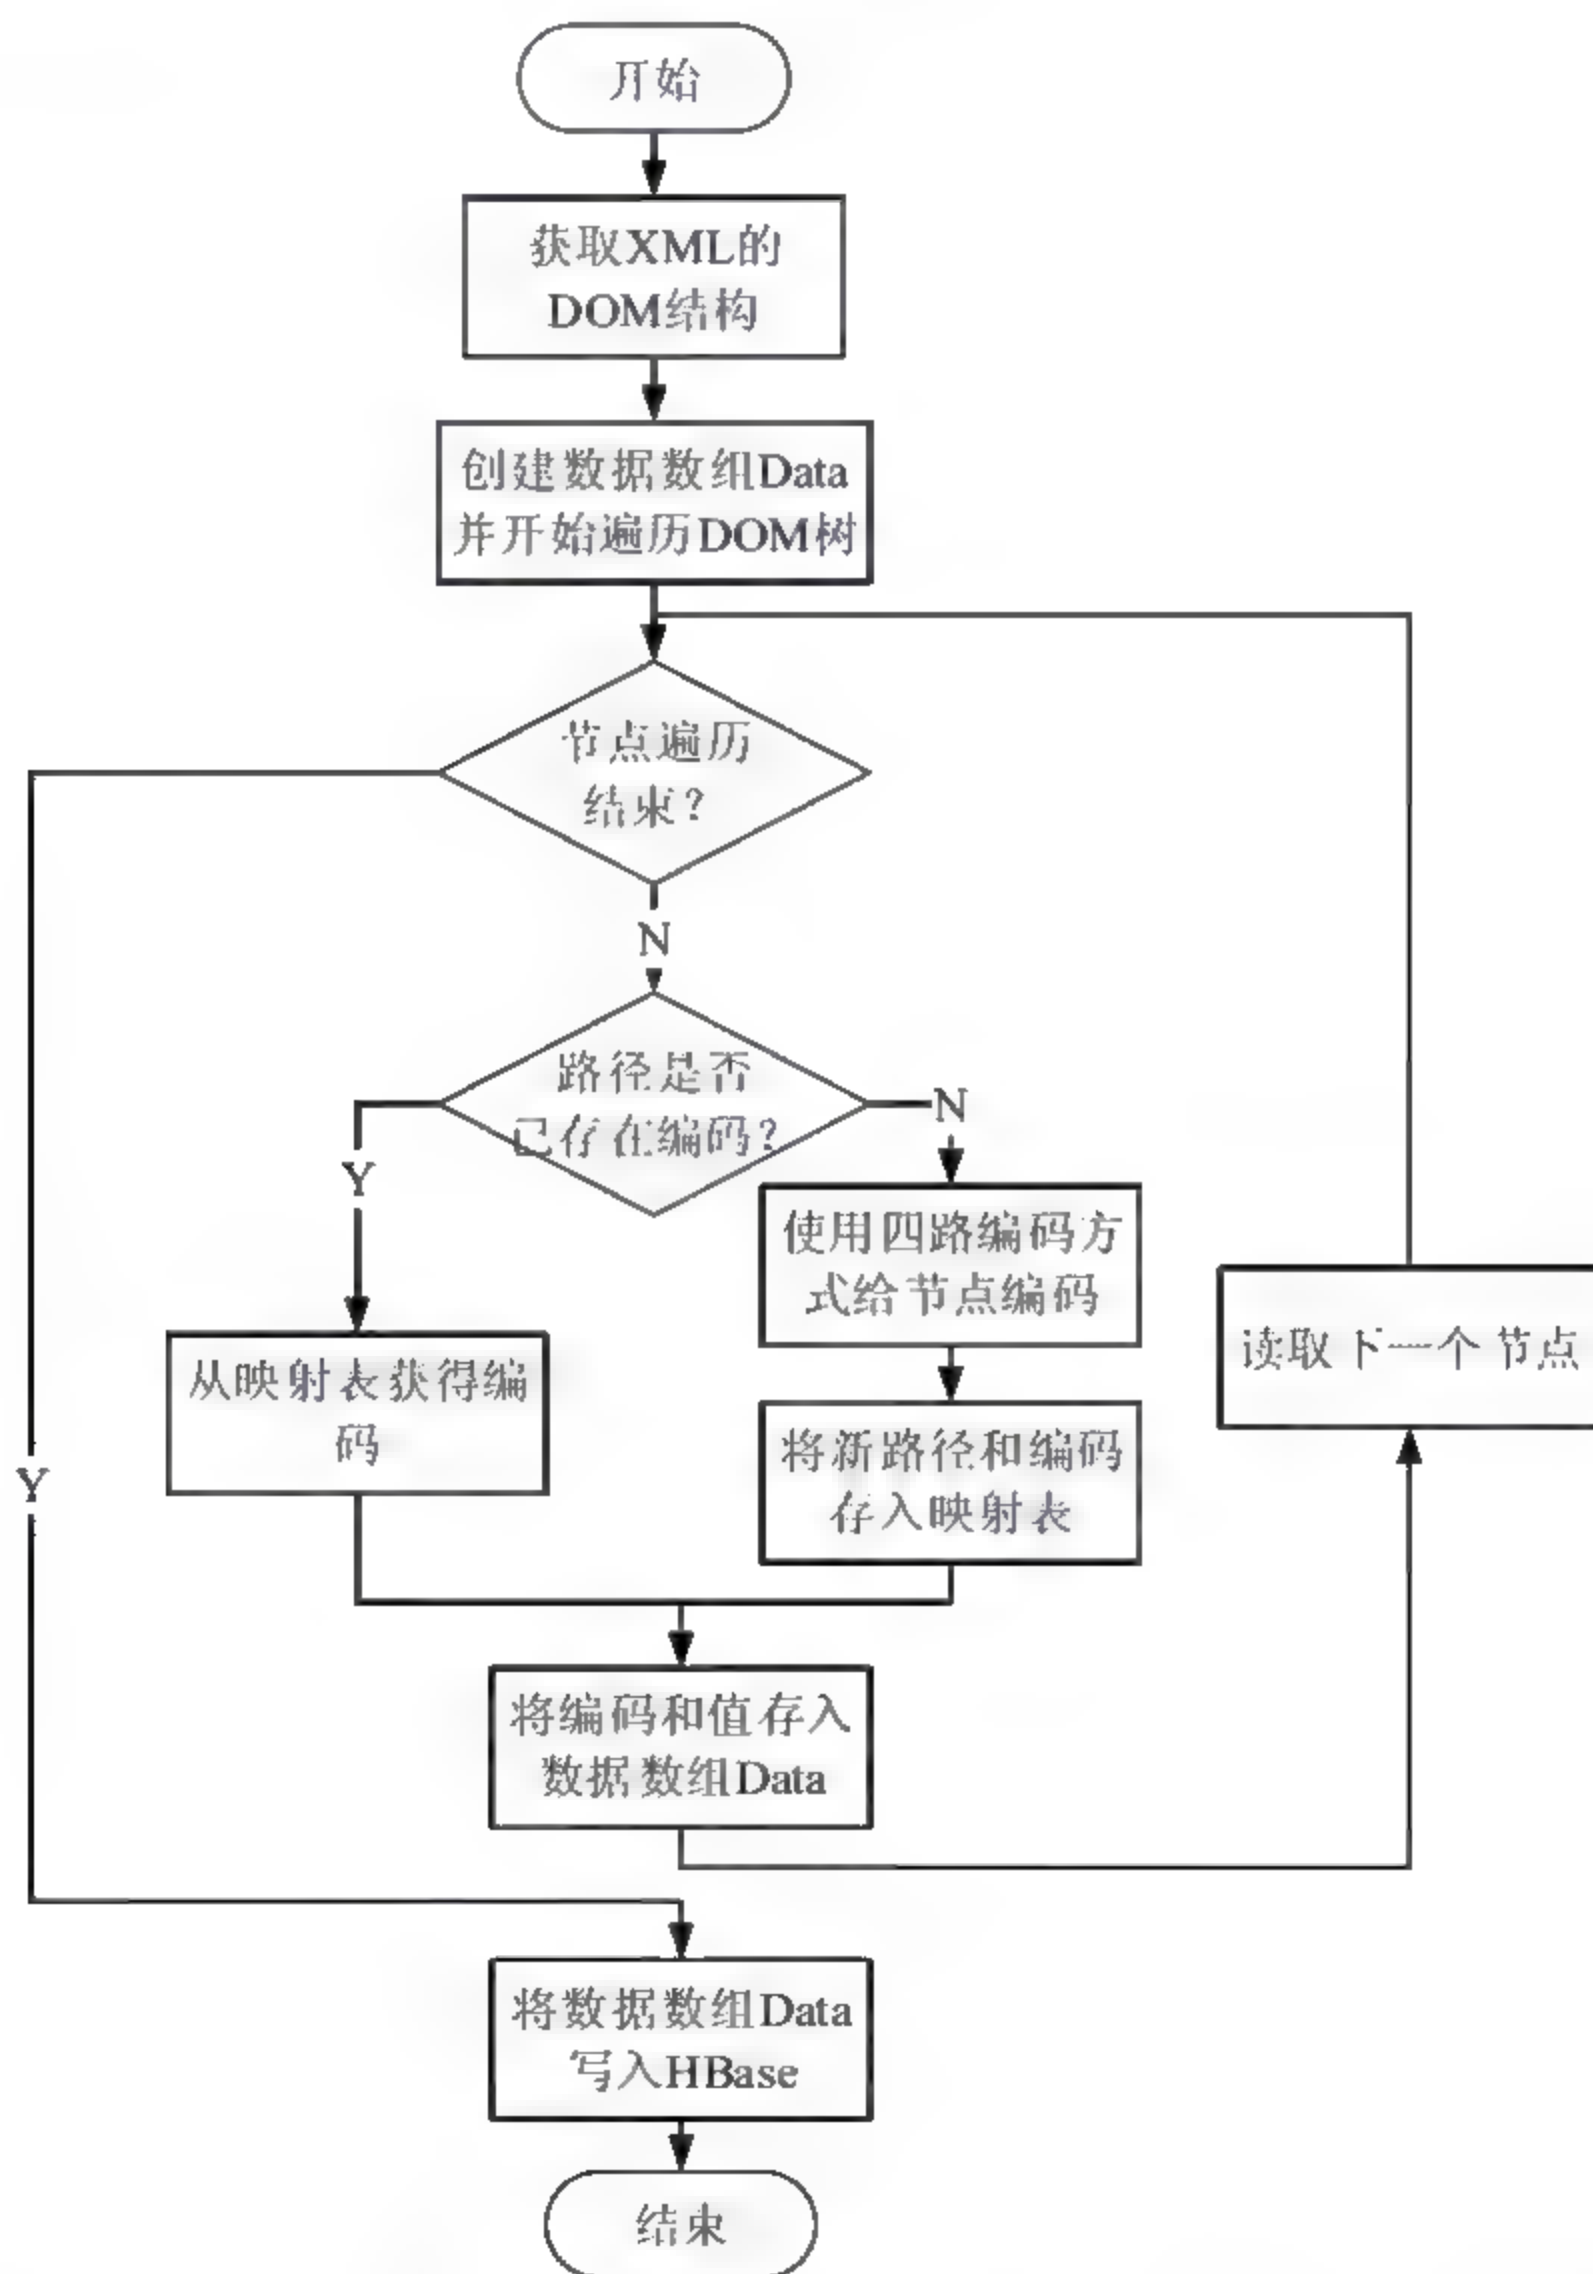 开始
获取XML的
DOM结构
创建数据数组Data
并开始遍历DOM树
节点遍历
结束?
N
路径是否
已存在编码?
N
Y
使用四路编码方
式给节点编码
读取下一个节点
从映射表获得编
码
将新路径和编码
存入映射表
Y
将编码和值存入
数据数组Data
将数据数组Data
写入HBase
结束